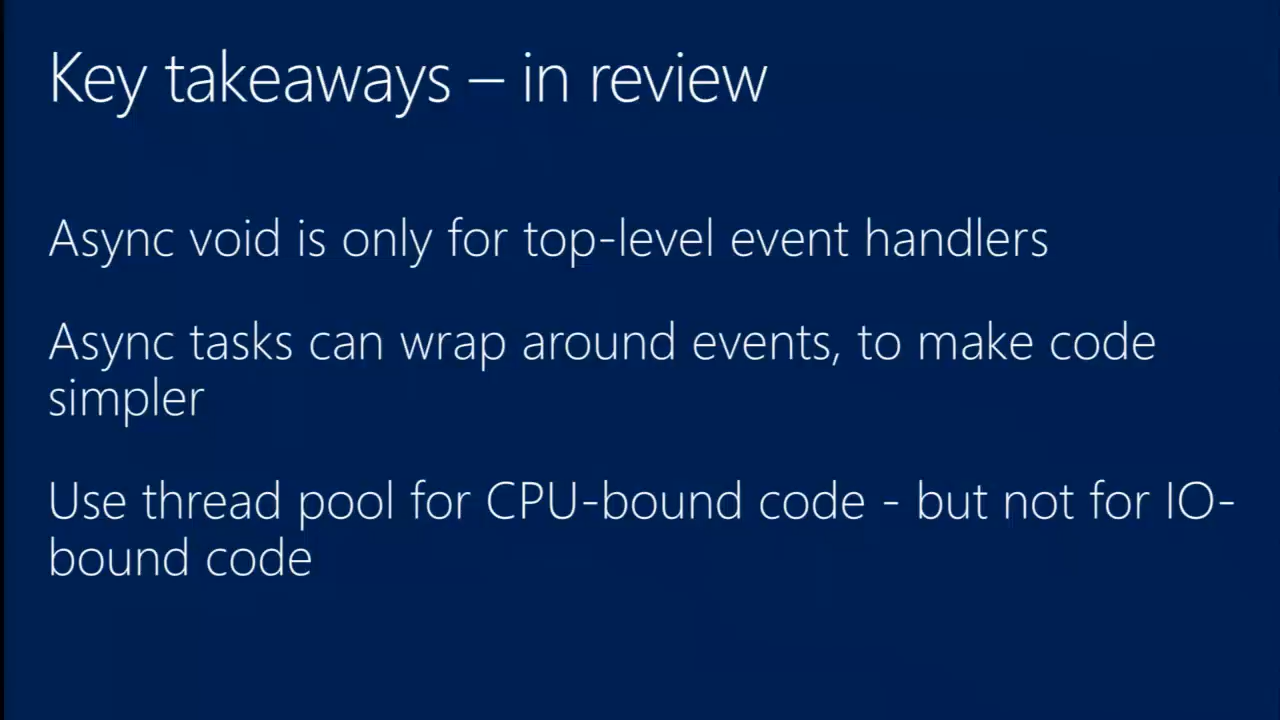 Key takeaways – in review
Async void is only for top-level event handlers
Async tasks can wrap around events, to make code
simpler
Use thread pool for CPU-bound code - but not for IO-
bound code